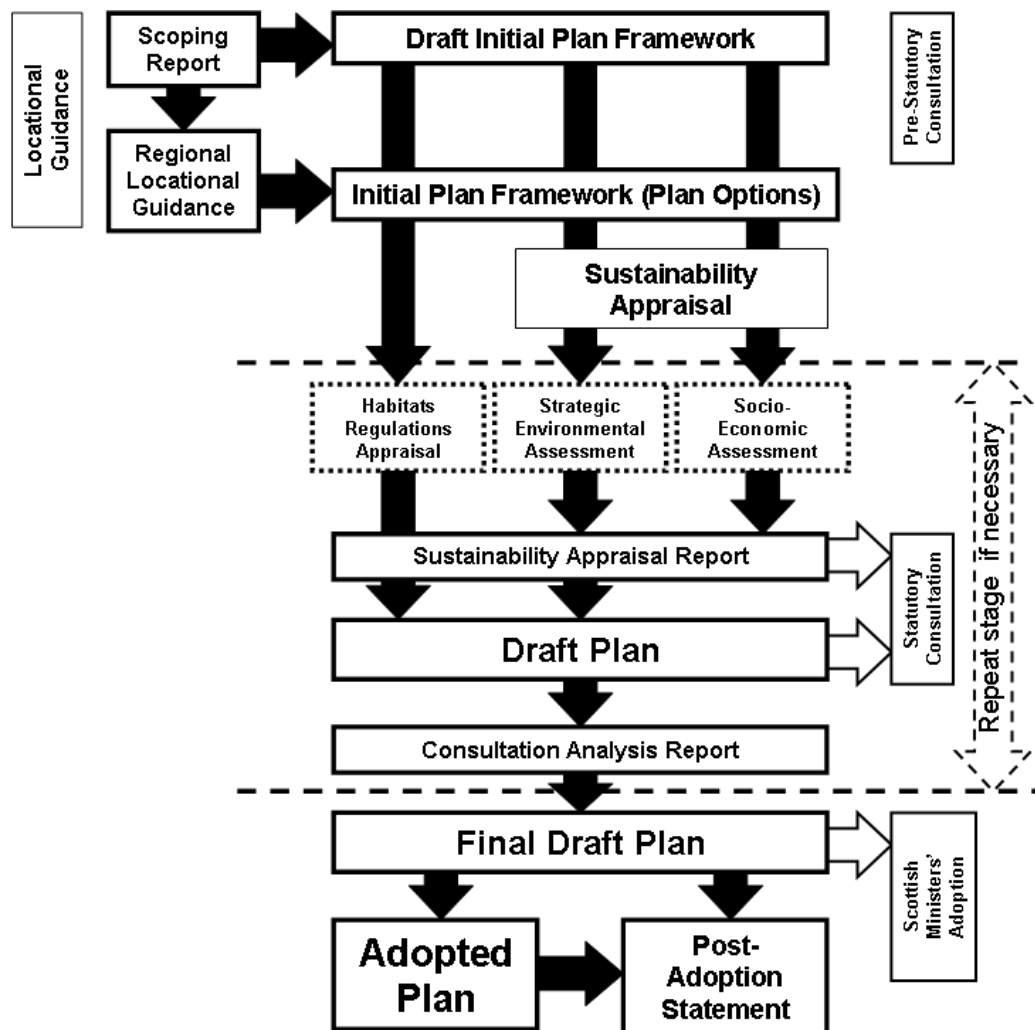 Locational
Guidance
Scoping
Report
Draft Initial Plan Framework
Pre-Statutory
Consultation
Regional
Locational
Guidance
Initial Plan Framework (Plan Options)
Sustainability
Appraisal
Habitats
Regulations
Appraisal
Strategic
Environmental
Assessment
Socio-
Economic
Assessment
Repeat stage if necessary
Sustainability Appraisal Report
Statutory
Consultation
Draft Plan
Consultation Analysis Report
Final Draft Plan
Scottish
Ministers'
Adoption
Adopted
Plan
Post-
Adoption
Statement